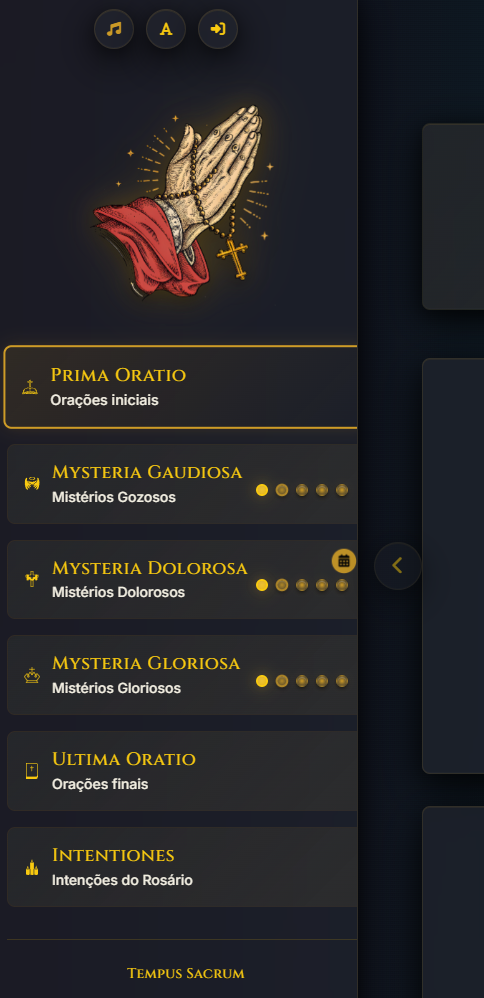 A
Prima Oratio
Orações iniciais
Mysteria Gaudiosa
Mistérios Gozosos
Mysteria Dolorosa
Mistérios Dolorosos
Mysteria Gloriosa
Mistérios Gloriosos
Ultima Oratio
Orações finais
Intentiones
Intenções do Rosário
Tempus Sacrum